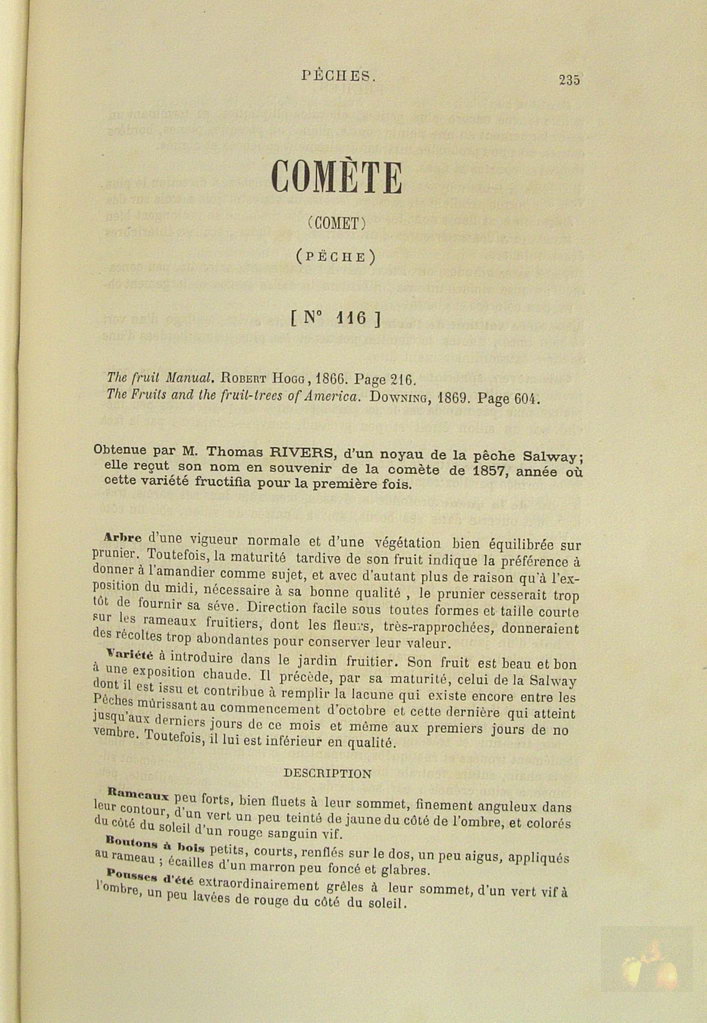 PÊCHES.
235
COMÈTE
(COMET)
(PÊCHE)
[ N° 116 ]
The fruit Manual. ROBERT HOGG, 1866. Page 216.
The Fruits and the fruit-trees of America. DOWNING, 1869. Page 604.
Obtenue par M. Thomas RIVERS, d'un noyau de la pêche Salway;
elle reçut son nom en souvenir de la comète de 1857, année où
cette variété fructifia pour la première fois.
Arbre d'une vigueur normale et d'une végétation bien équilibrée sur
prunier. Toutefois, la maturité tardive de son fruit indique la préférence à
donner à l'amandier comme sujet, et avec d'autant plus de raison qu'à l'ex-
position du midi, nécessaire à sa bonne qualité , le prunier cesserait trop
tôt de fournir sa séve. Direction facile sous toutes formes et taille courte
sur les rameaux fruitiers, dont les fleurs, très-rapprochées, donneraient
des récoltes trop abondantes pour conserver leur valeur.
Variété à introduire dans le jardin fruitier. Son fruit est beau et bon
à une exposition chaude. Il précède, par sa maturité, celui de la Salway
dont il est issu et contribue à remplir la lacune qui existe encore entre les
Pêches mûrissant au commencement d'octobre et cette dernière qui atteint
jusqu'aux derniers jours de ce mois et même aux premiers jours de no
vembre. Toutefois, il lui est inférieur en qualité.
DESCRIPTION
Rameaux peu forts, bien fluets à leur sommet, finement anguleux dans
leur contour, d'un vert un peu teinté de jaune du côté de l'ombre, et colorés
du côté du soleil d'un rouge sanguin vif.
Boutons à bois petits, courts, renflés sur le dos, un peu aigus, appliqués
au rameau ; écailles d'un marron peu foncé et glabres.
Pousses d'été extraordinairement grêles à leur sommet, d'un vert vif à
l'ombre, un peu lavées de rouge du côté du soleil.